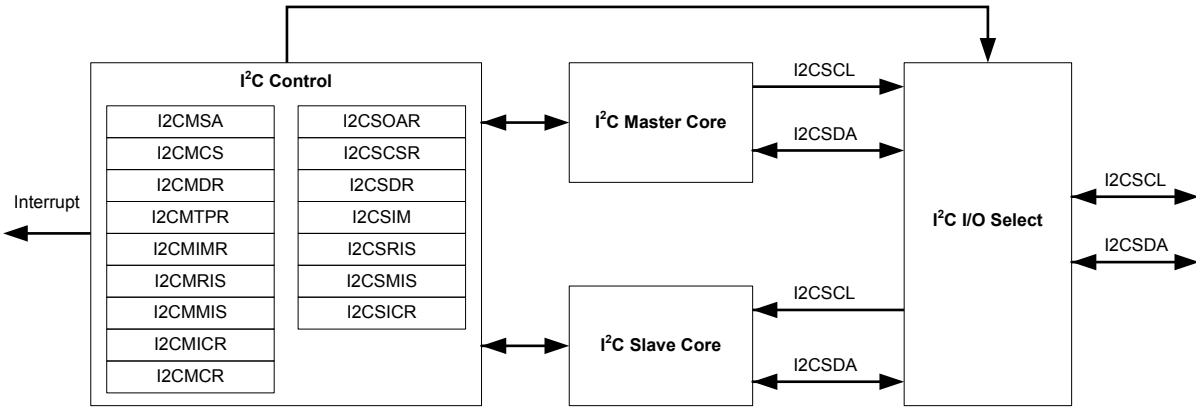 I²C Control
I2CMSA
I2CMCS
I2CMDR
I2CMTPR
I2CMIMR
I2CMRIS
I2CMMIS
I2CMICR
I2CMCR
I2CSOAR
I2CSCSR
I2CSDR
I2CSIM
I2CSRIS
I2CSMIS
I2CSICR
Interrupt
I²C Master Core
I2CSCL
I2CSDA
I²C Slave Core
I2CSCL
I2CSDA
I²C I/O Select
I2CSCL
I2CSDA